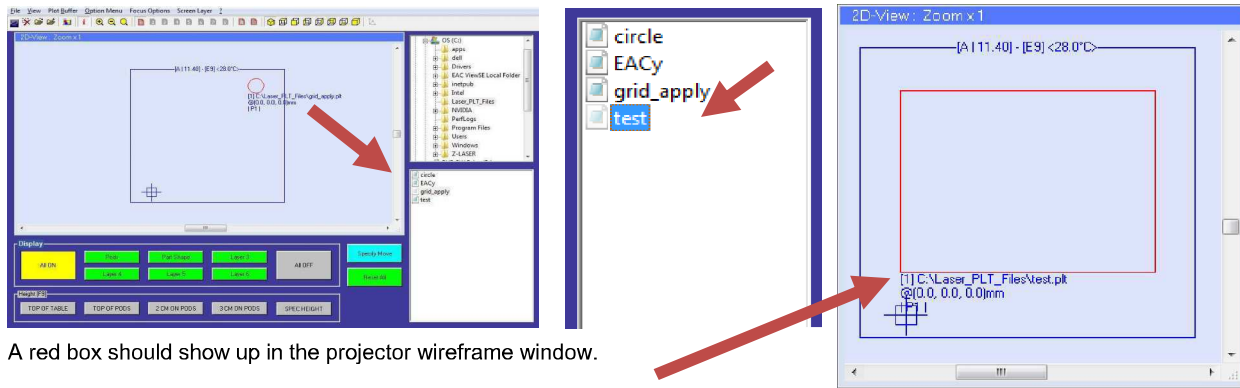 File View Plot Buffer Option Menu Focus Options Screen Layer ?
2D-View : Zoom x 1
[A | 11.40] - [E9] <28.0°C>
[1] C:\Laser_PLT_Files\grid_apply.plt
@(0.0, 0.0, 0.0)mm
| P1 |
OS (C:)
apps
dell
Drivers
EAC ViewSE Local Folder
inetpub
Intel
Laser_PLT_Files
NVIDIA
PerfLogs
Program Files
Users
Windows
Z-LASER
circle
EACy
grid_apply
test
Display
All ON
Pods
Part Shape
Layer 3
Layer 4
Layer 5
Layer 6
All OFF
Specify Move
Reset All
Height [F8]
TOP OF TABLE
TOP OF PODS
2 CM ON PODS
3 CM ON PODS
SPEC HEIGHT
circle
EACy
grid_apply
test
2D-View : Zoom x 1
[A | 11.40] - [E9] <28.0°C>
[1] C:\Laser_PLT_Files\test.plt
@(0.0, 0.0, 0.0)mm
| P1 |
A red box should show up in the projector wireframe window.